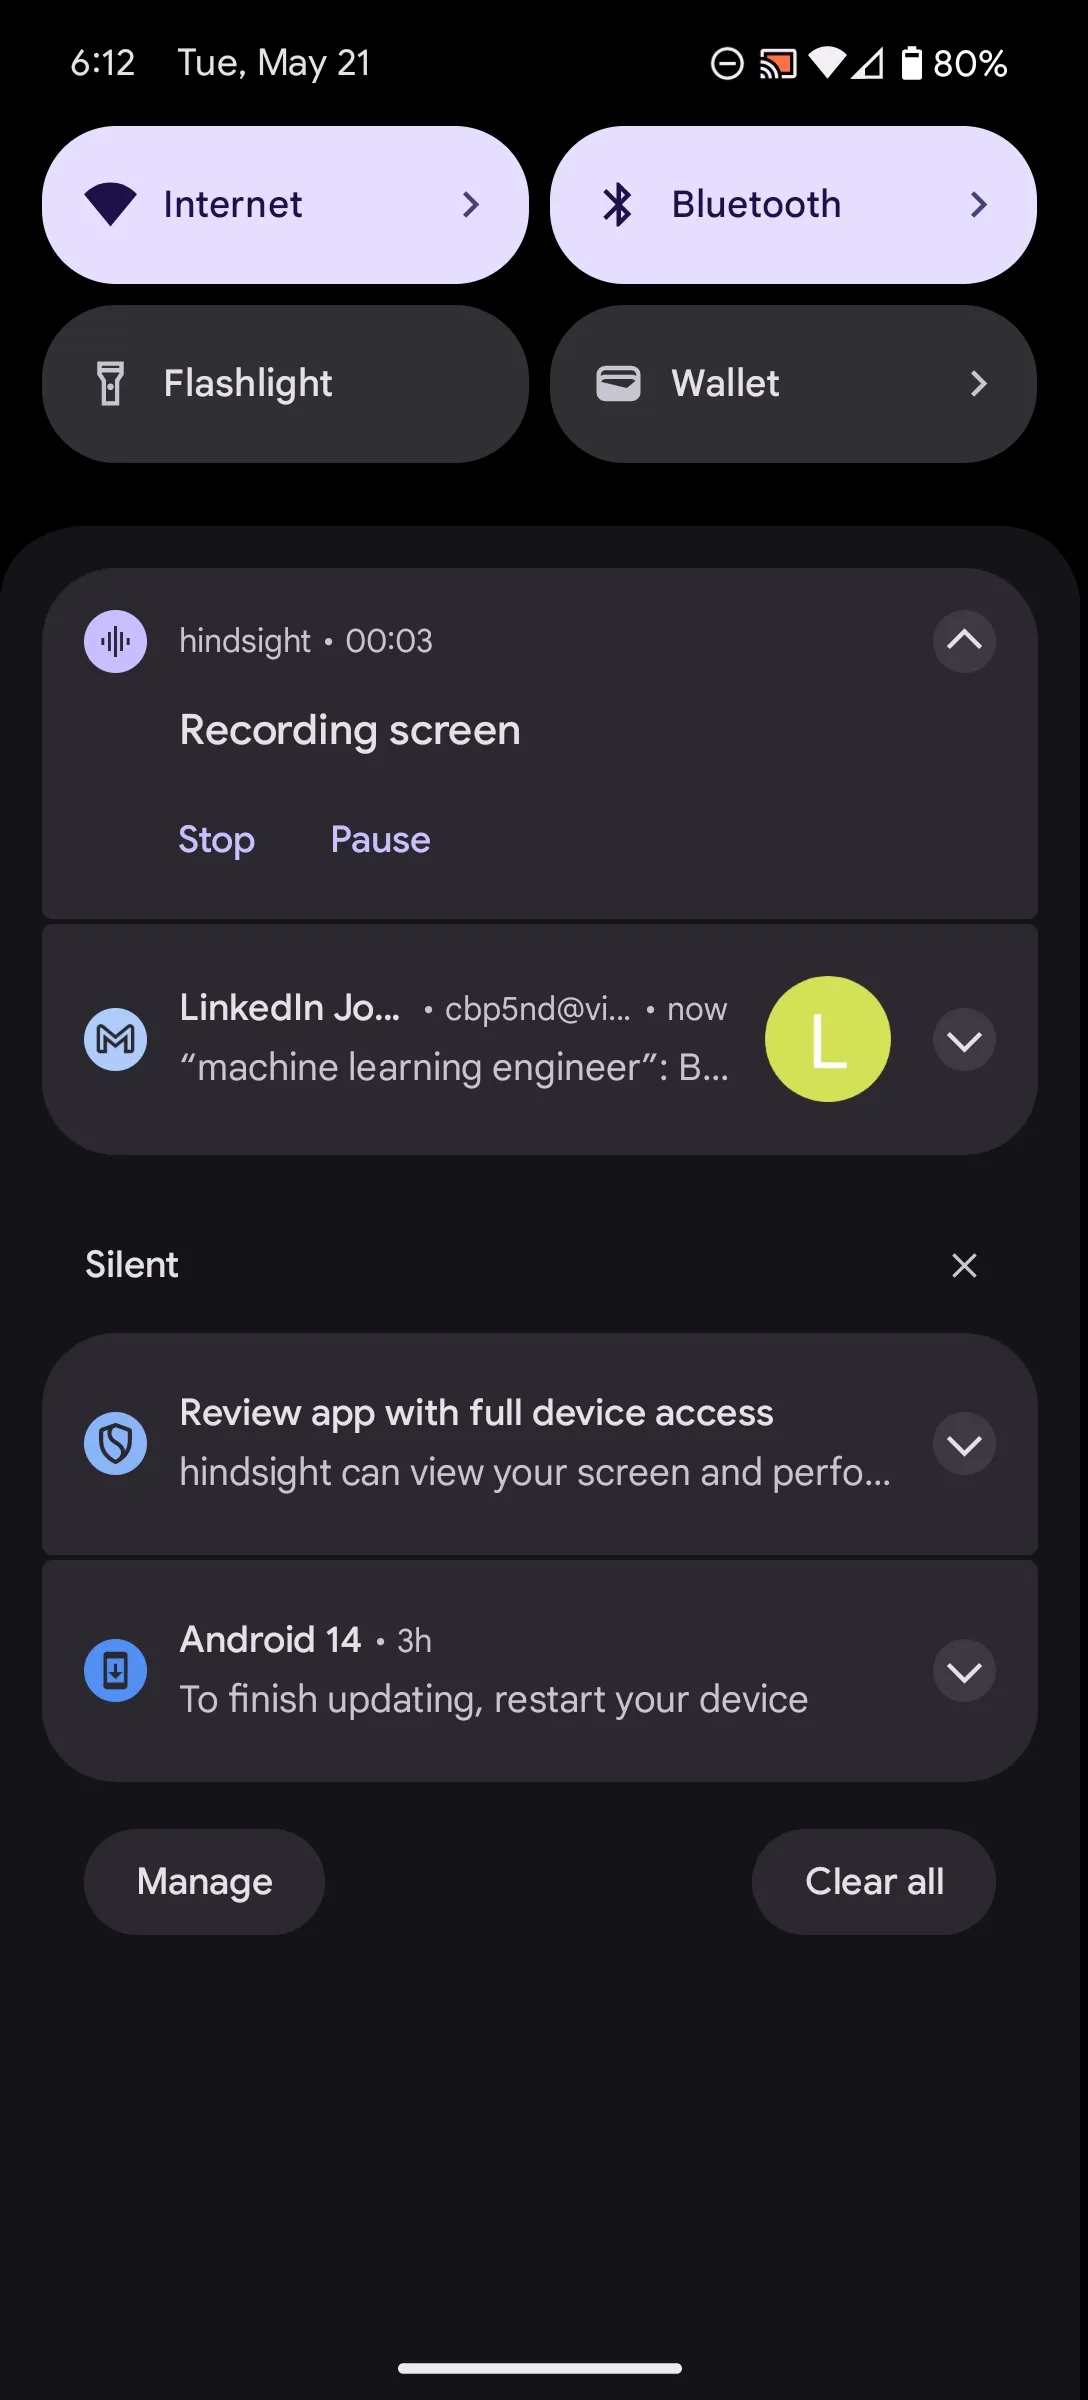 6:12 Tue, May 21 80%
Internet Bluetooth
Flashlight Wallet
hindsight • 00:03
Recording screen
Stop Pause
LinkedIn Jo... • cbp5nd@vi... • now
“machine learning engineer”: B...
L
Silent
Review app with full device access
hindsight can view your screen and perfo...
Android 14 • 3h
To finish updating, restart your device
Manage Clear all